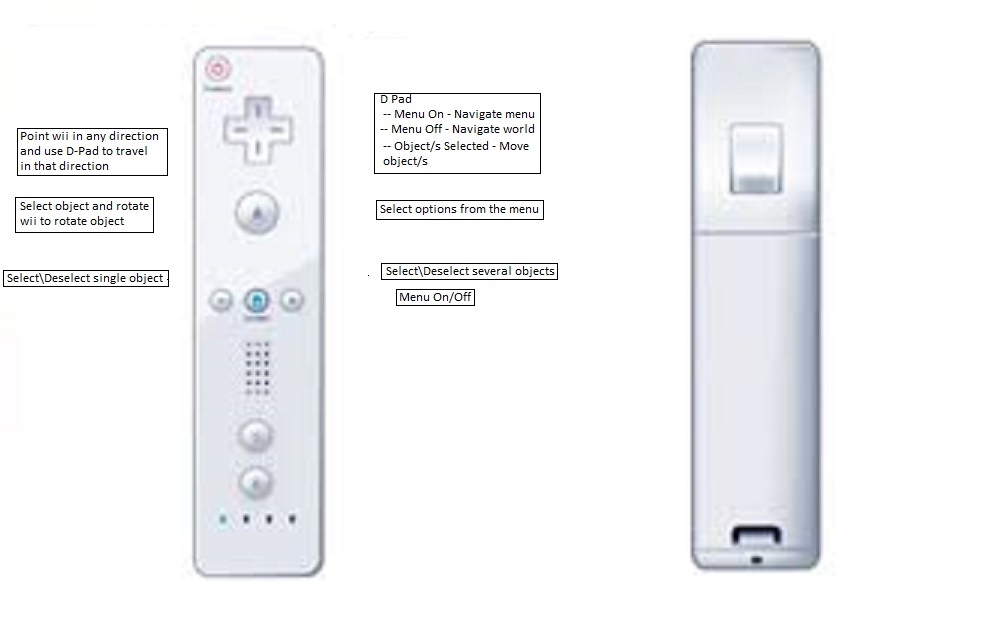 Point wii in any direction
and use D-Pad to travel
in that direction
Select object and rotate
wii to rotate object
Select\Deselect single object
D Pad
-- Menu On - Navigate menu
-- Menu Off - Navigate world
-- Object/s Selected - Move
object/s
Select options from the menu
Select\Deselect several objects
Menu On/Off
A